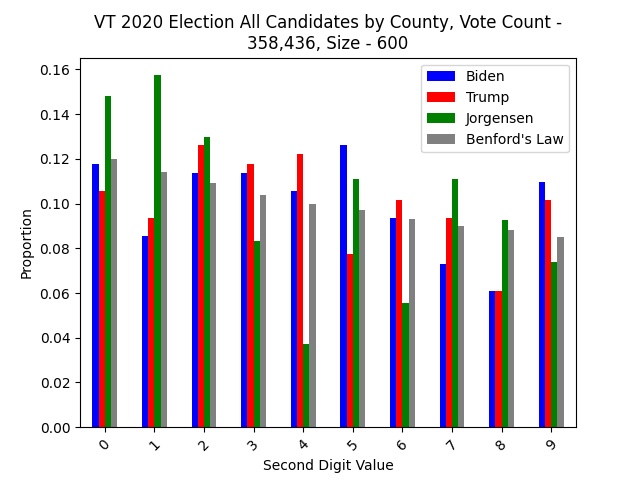 VT 2020 Election All Candidates by County, Vote Count -
358,436, Size - 600
Biden
Trump
Jorgensen
Benford's Law
Proportion
0.16
0.14
0.12
0.10
0.08
0.06
0.04
0.02
0.00
0 1 2 3 4 5 6 7 8 9
Second Digit Value